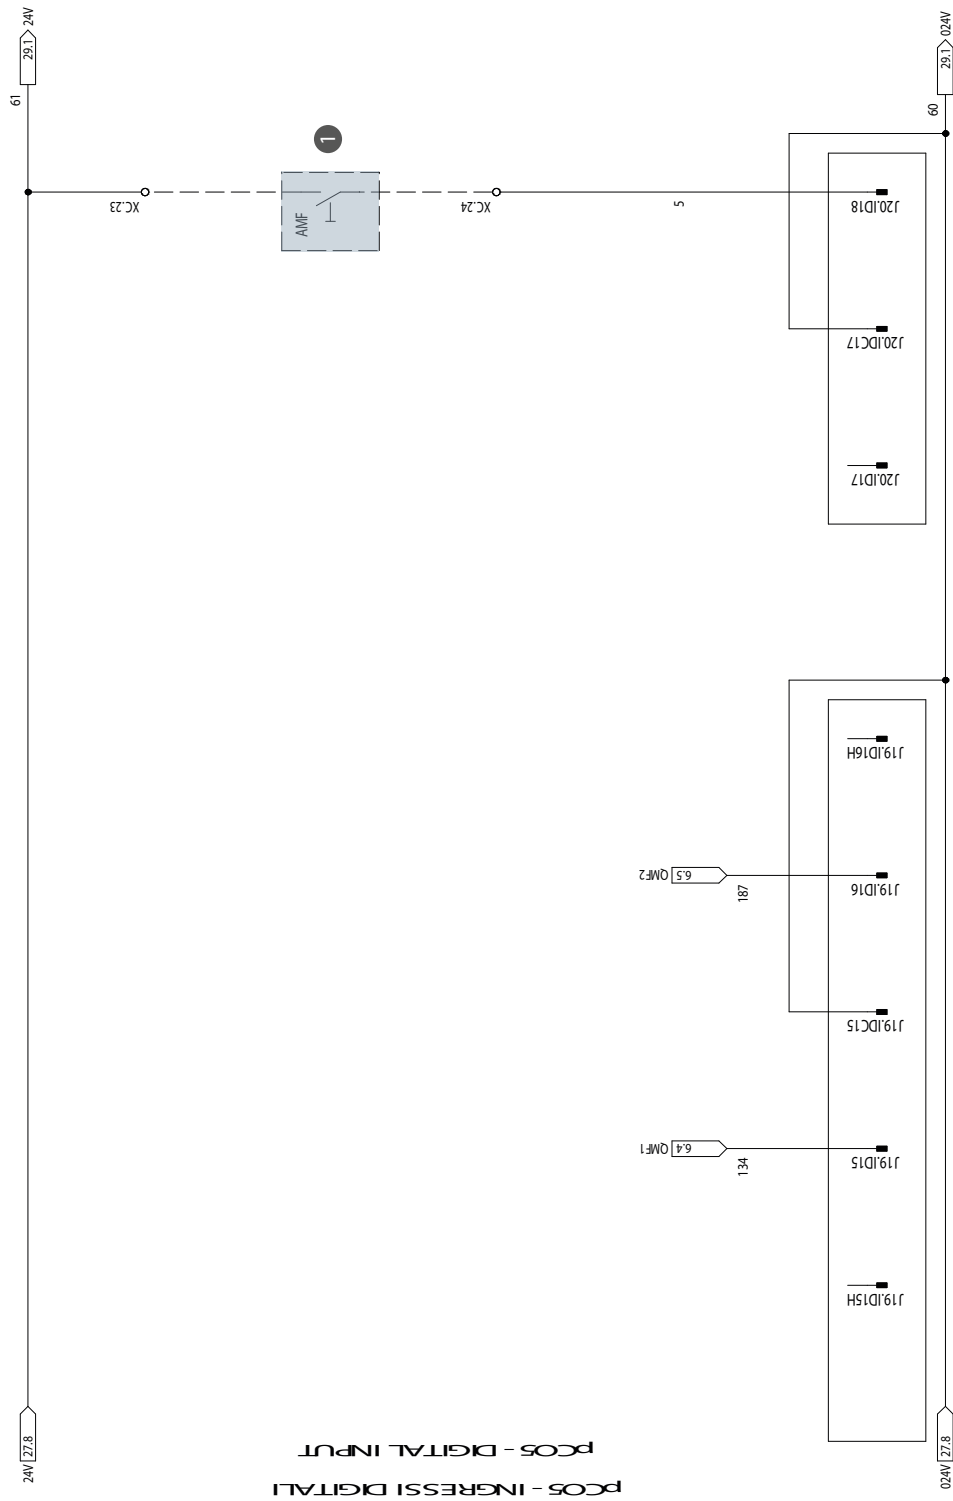 29.1 24V
29.1 024V
61
60
1
XC.23
AMF
XC.24
5
J20.ID18
J20.IDC17
J20.ID17
J19.ID16H
QMF2 6.5
187
J19.ID16
J19.IDC15
QMF1 6.4
134
J19.ID15
J19.ID15H
24V 27.8
024V 27.8
pCO5 - INGRESSI DIGITALI
pCO5 - DIGITAL INPUT